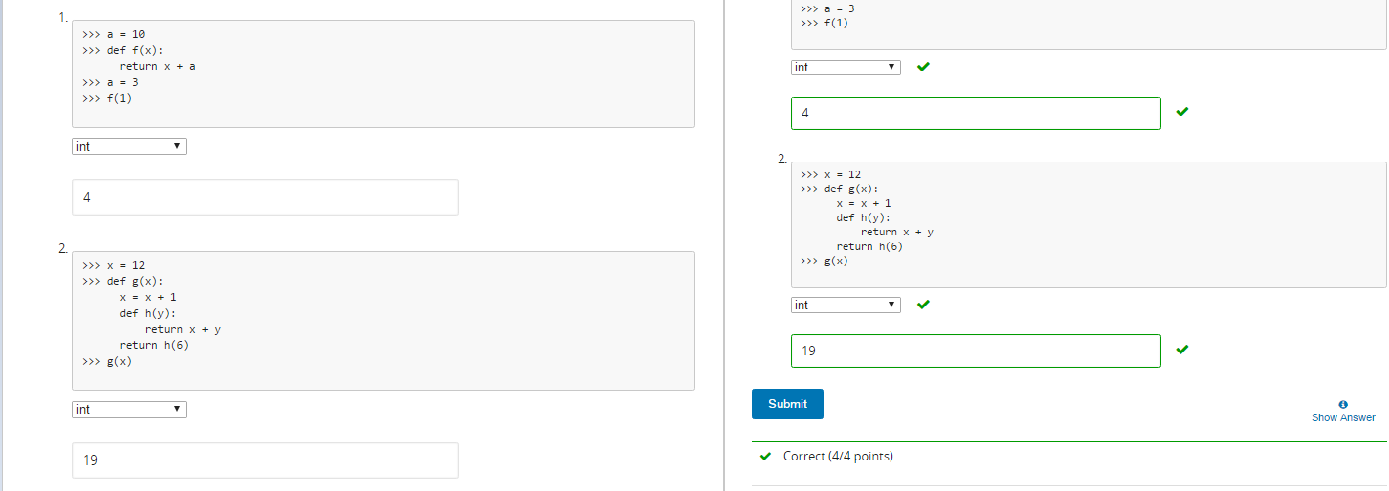 1.
>>> a = 10
>>> def f(x):
return x + a
>>> a = 3
>>> f(1)
int
4
2.
>>> x = 12
>>> def g(x):
x = x + 1
def h(y):
return x + y
return h(6)
>>> g(x)
int
19
>>> a = 3
>>> f(1)
int
4
2.
>>> x = 12
>>> def g(x):
x = x + 1
def h(y):
return x + y
return h(6)
>>> g(x)
int
19
Submit
Show Answer
Correct (4/4 points)